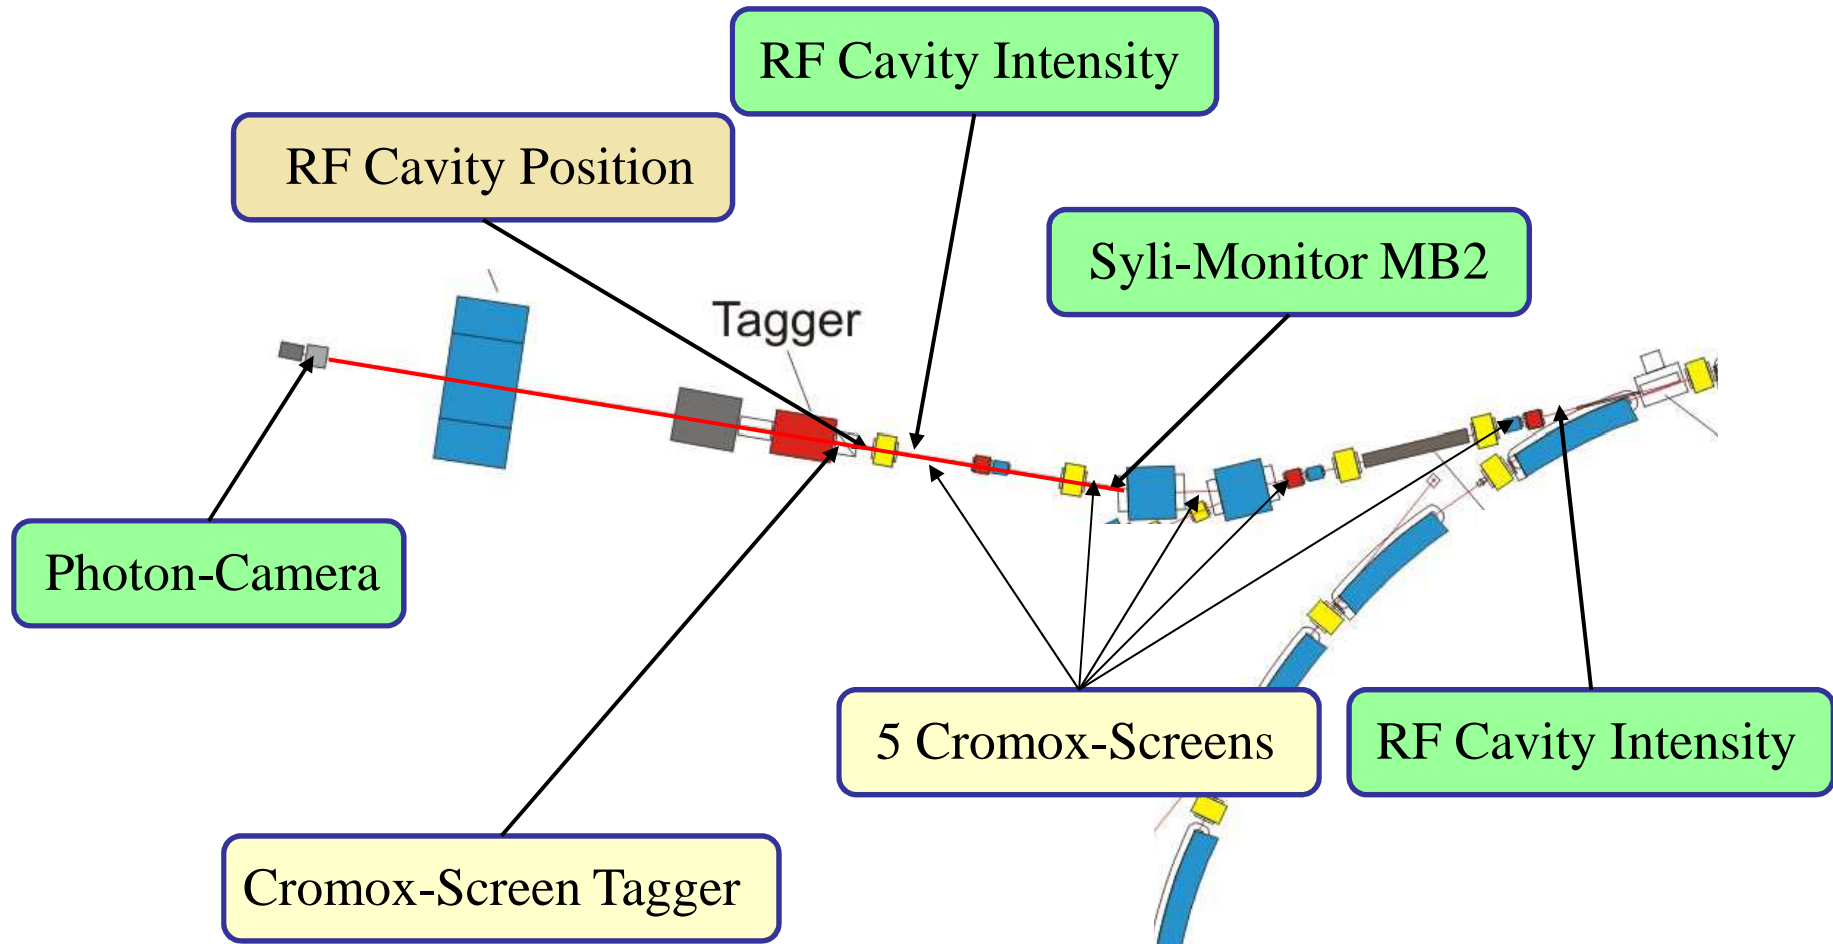 RF Cavity Intensity
RF Cavity Position
Syli-Monitor MB2
Tagger
Photon-Camera
5 Cromox-Screens
RF Cavity Intensity
Cromox-Screen Tagger